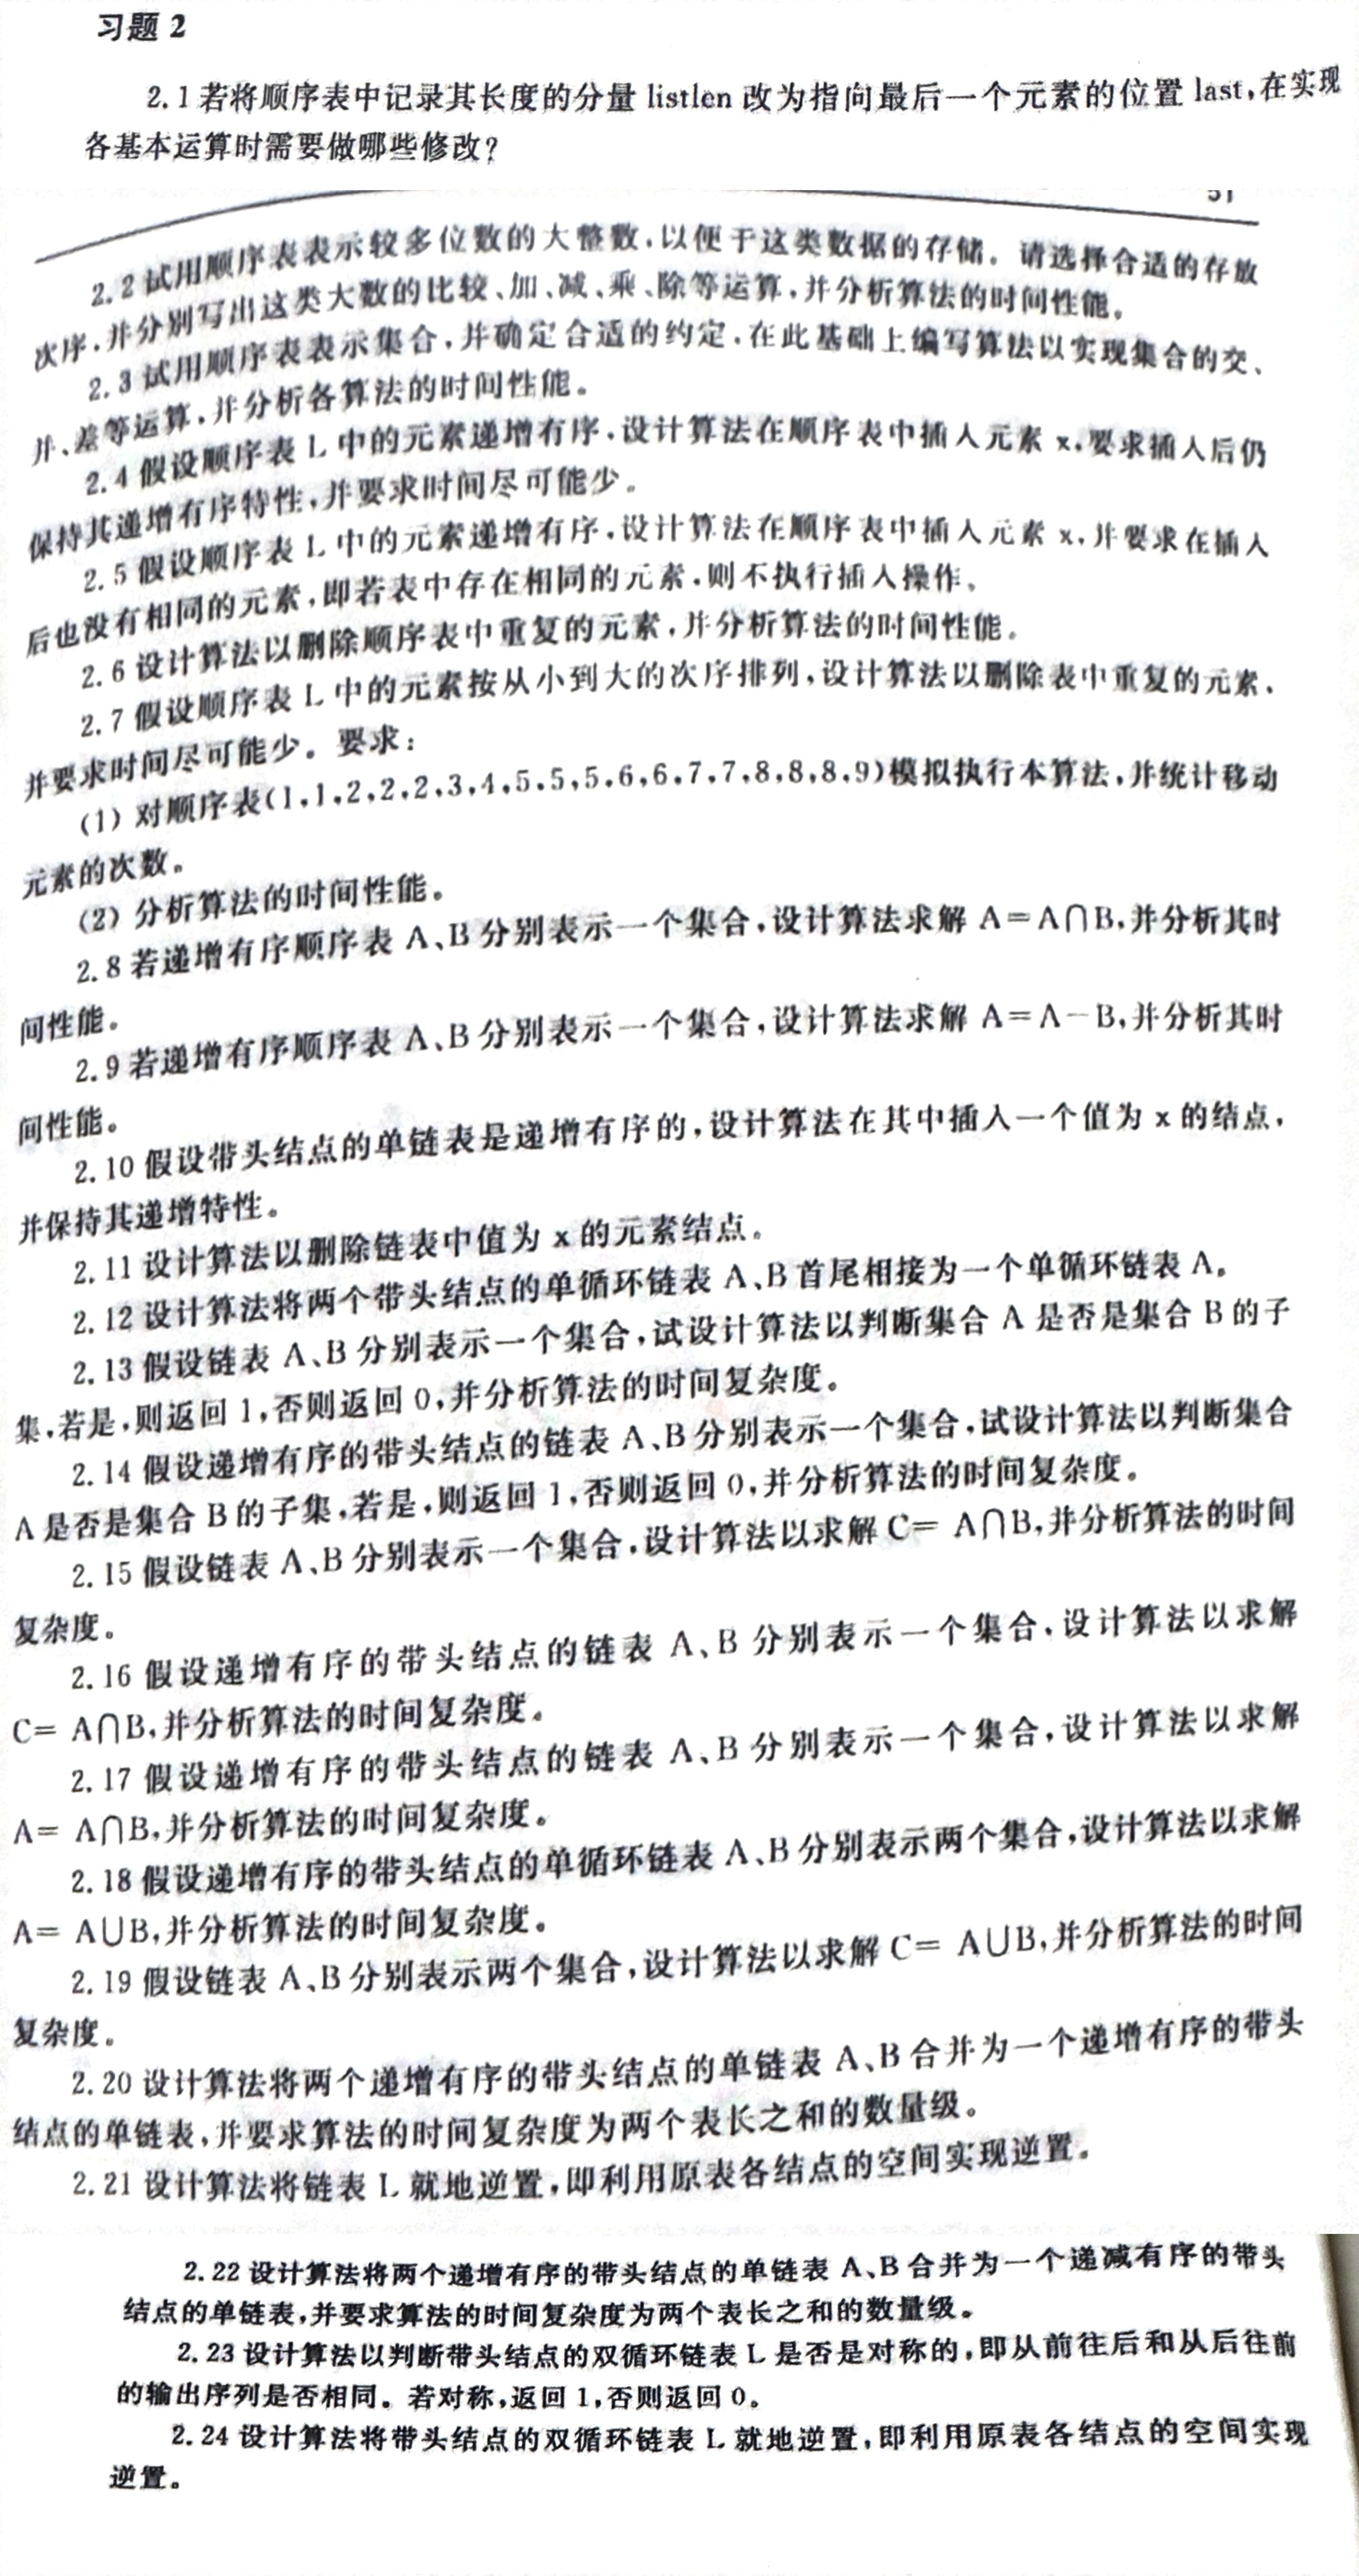 习题 2
2.1 若将顺序表中记录其长度的分量 listlen 改为指向最后一个元素的位置 last,在实现
各基本运算时需要做哪些修改?
2.2 试用顺序表表示较多位数的大整数,以便于这类数据的存储。请选择合适的存放
次序,并分别写出这类大数的比较、加、减、乘、除等运算,并分析算法的时间性能。
2.3 试用顺序表表示集合,并确定合适的约定,在此基础上编写算法以实现集合的交、
并、差等运算,并分析各算法的时间性能。
2.4 假设顺序表 L 中的元素递增有序,设计算法在顺序表中插入元素 x,要求插入后仍
保持其递增有序特性,并要求时间尽可能少。
2.5 假设顺序表 L 中的元素递增有序,设计算法在顺序表中插入元素 x,并要求在插入
后也没有相同的元素,即若表中存在相同的元素,则不执行插入操作。
2.6 设计算法以删除顺序表中重复的元素,并分析算法的时间性能。
2.7 假设顺序表 L 中的元素按从小到大的次序排列,设计算法以删除表中重复的元素,
并要求时间尽可能少。要求:
(1) 对顺序表(1,1,2,2,2,3,4,5,5,5,6,6,7,7,8,8,8,9)模拟执行本算法,并统计移动
元素的次数。
(2) 分析算法的时间性能。
2.8 若递增有序顺序表 A、B 分别表示一个集合,设计算法求解 A=A∩B,并分析其时
间性能。
2.9 若递增有序顺序表 A、B 分别表示一个集合,设计算法求解 A=A-B,并分析其时
间性能。
2.10 假设带头结点的单链表是递增有序的,设计算法在其中插入一个值为 x 的结点,
并保持其递增特性。
2.11 设计算法以删除链表中值为 x 的元素结点。
2.12 设计算法将两个带头结点的单循环链表 A、B 首尾相接为一个单循环链表 A。
2.13 假设链表 A、B 分别表示一个集合,试设计算法以判断集合 A 是否是集合 B 的子
集,若是,则返回 1,否则返回 0,并分析算法的时间复杂度。
2.14 假设递增有序的带头结点的链表 A、B 分别表示一个集合,试设计算法以判断集合
A 是否是集合 B 的子集,若是,则返回 1,否则返回 0,并分析算法的时间复杂度。
2.15 假设链表 A、B 分别表示一个集合,设计算法以求解 C= A∩B,并分析算法的时间
复杂度。
2.16 假设递增有序的带头结点的链表 A、B 分别表示一个集合,设计算法以求解
C= A∩B,并分析算法的时间复杂度。
2.17 假设递增有序的带头结点的链表 A、B 分别表示一个集合,设计算法以求解
A= A∩B,并分析算法的时间复杂度。
2.18 假设递增有序的带头结点的单循环链表 A、B 分别表示两个集合,设计算法以求解
A= A∪B,并分析算法的时间复杂度。
2.19 假设链表 A、B 分别表示两个集合,设计算法以求解 C= A∪B,并分析算法的时间
复杂度。
2.20 设计算法将两个递增有序的带头结点的单链表 A、B 合并为一个递增有序的带头
结点的单链表,并要求算法的时间复杂度为两个表长之和的数量级。
2.21 设计算法将链表 L 就地逆置,即利用原表各结点的空间实现逆置。
2.22 设计算法将两个递增有序的带头结点的单链表 A、B 合并为一个递减有序的带头
结点的单链表,并要求算法的时间复杂度为两个表长之和的数量级。
2.23 设计算法以判断带头结点的双循环链表 L 是否是对称的,即从前往后和从后往前
的输出序列是否相同。若对称,返回 1,否则返回 0。
2.24 设计算法将带头结点的双循环链表 L 就地逆置,即利用原表各结点的空间实现
逆置。